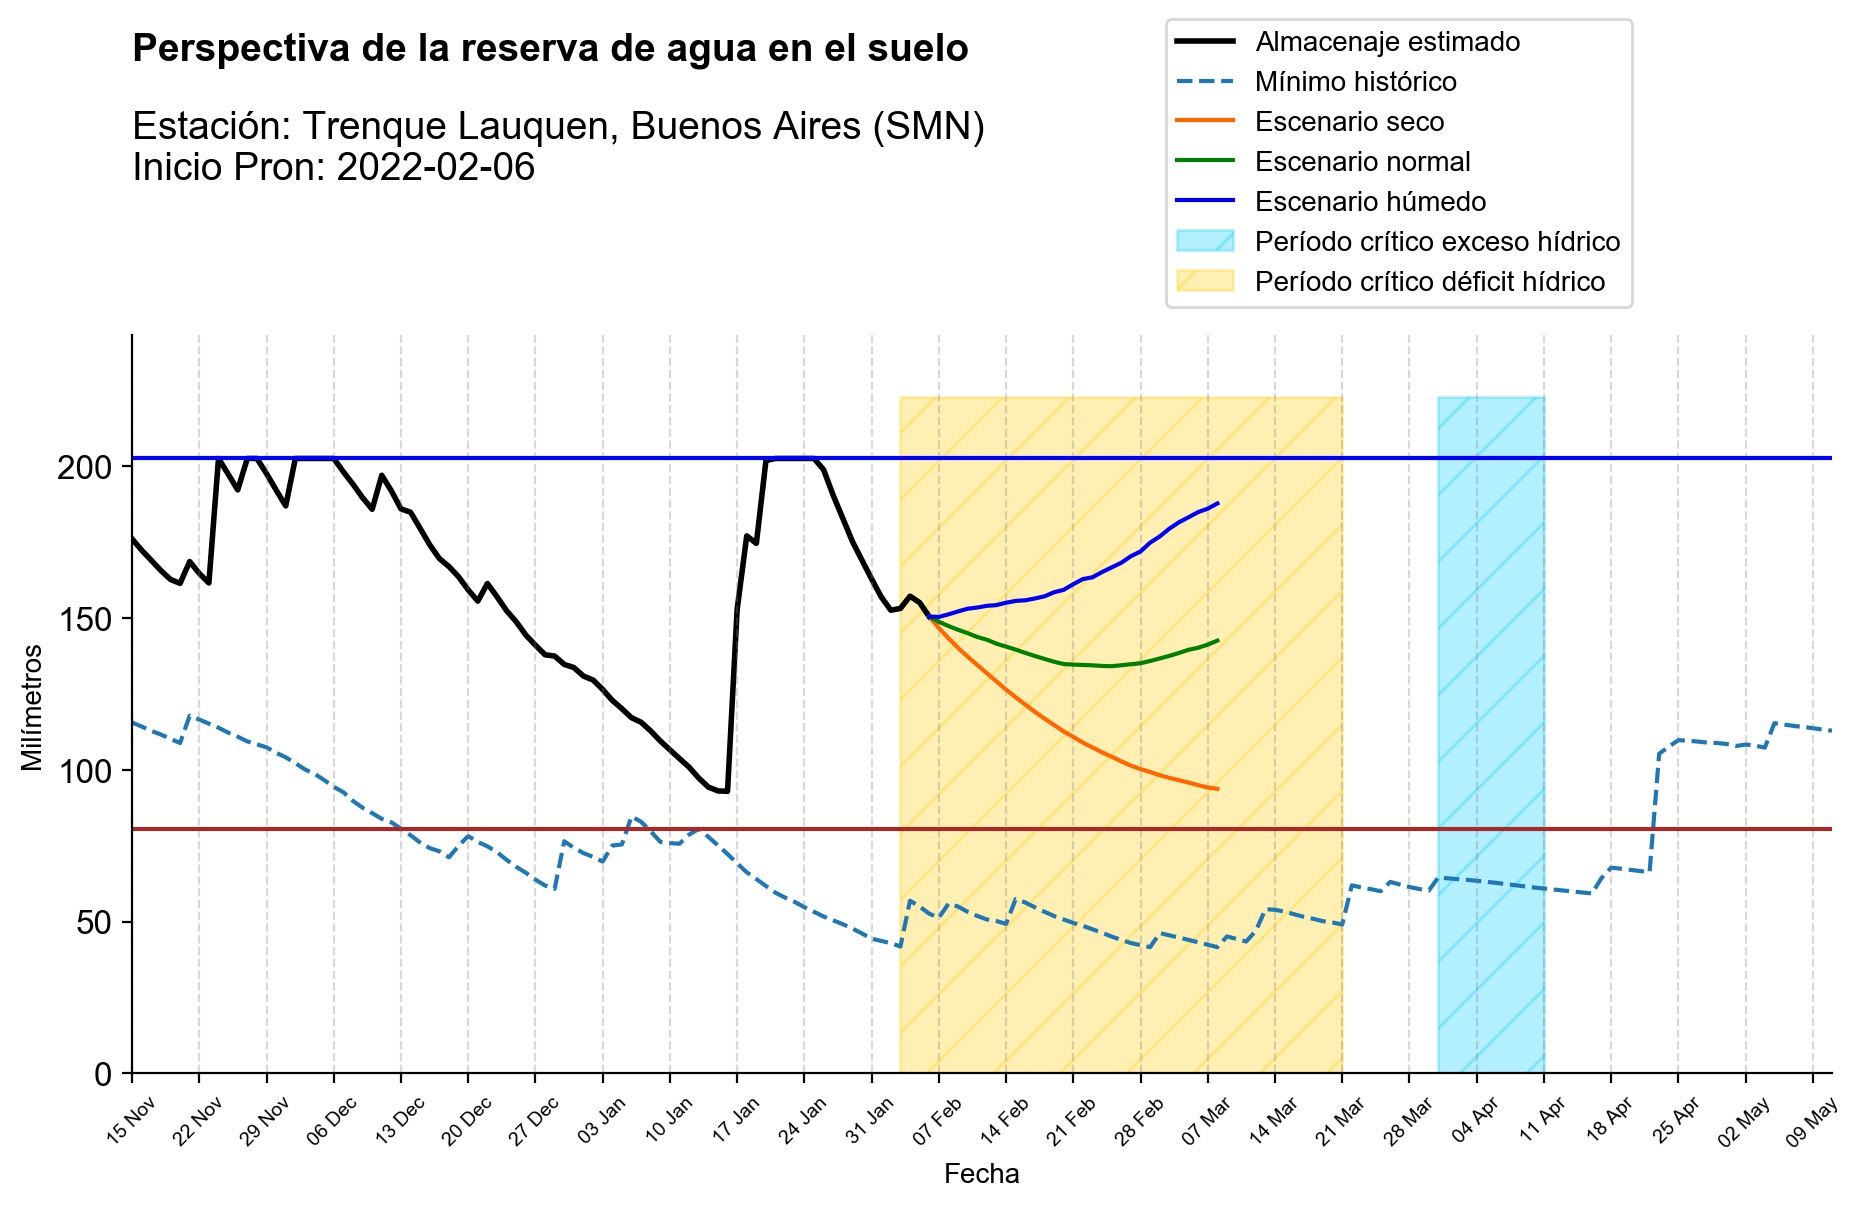 Perspectiva de la reserva de agua en el suelo
Estación: Trenque Lauquen, Buenos Aires (SMN)
Inicio Pron: 2022-02-06
Almacenaje estimado
Mínimo histórico
Escenario seco
Escenario normal
Escenario húmedo
Período crítico exceso hídrico
Período crítico déficit hídrico
Milímetros
200
150
100
50
0
15 Nov
22 Nov
29 Nov
06 Dec
13 Dec
20 Dec
27 Dec
03 Jan
10 Jan
17 Jan
24 Jan
31 Jan
07 Feb
14 Feb
21 Feb
28 Feb
07 Mar
14 Mar
21 Mar
28 Mar
04 Apr
11 Apr
18 Apr
25 Apr
02 May
09 May
Fecha